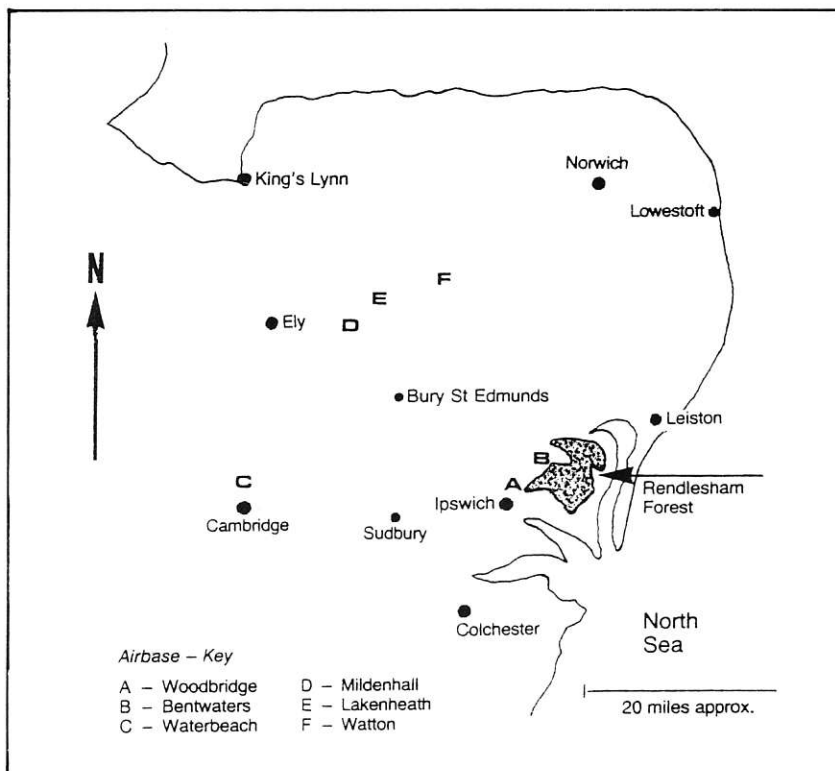 King's Lynn
Norwich
Lowestoft
N
F
E
Ely
D
Bury St Edmunds
Leiston
B
C
A
Rendlesham
Forest
Ipswich
Cambridge
Sudbury
Colchester
North
Sea
Airbase – Key
A – Woodbridge
B – Bentwaters
C – Waterbeach
D – Mildenhall
E – Lakenheath
F – Watton
20 miles approx.